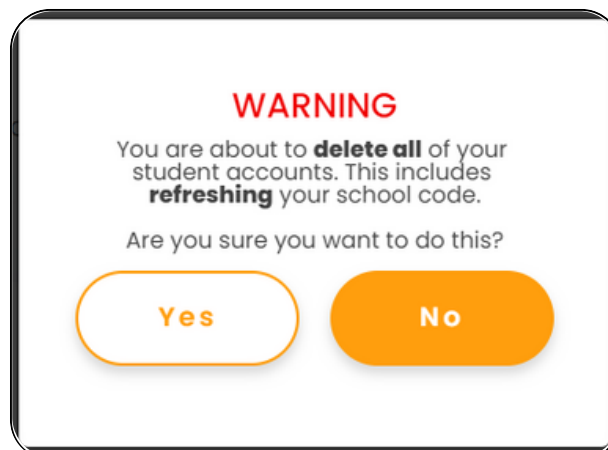 WARNING
You are about to delete all of your
student accounts. This includes
refreshing your school code.
Are you sure you want to do this?
Yes
No